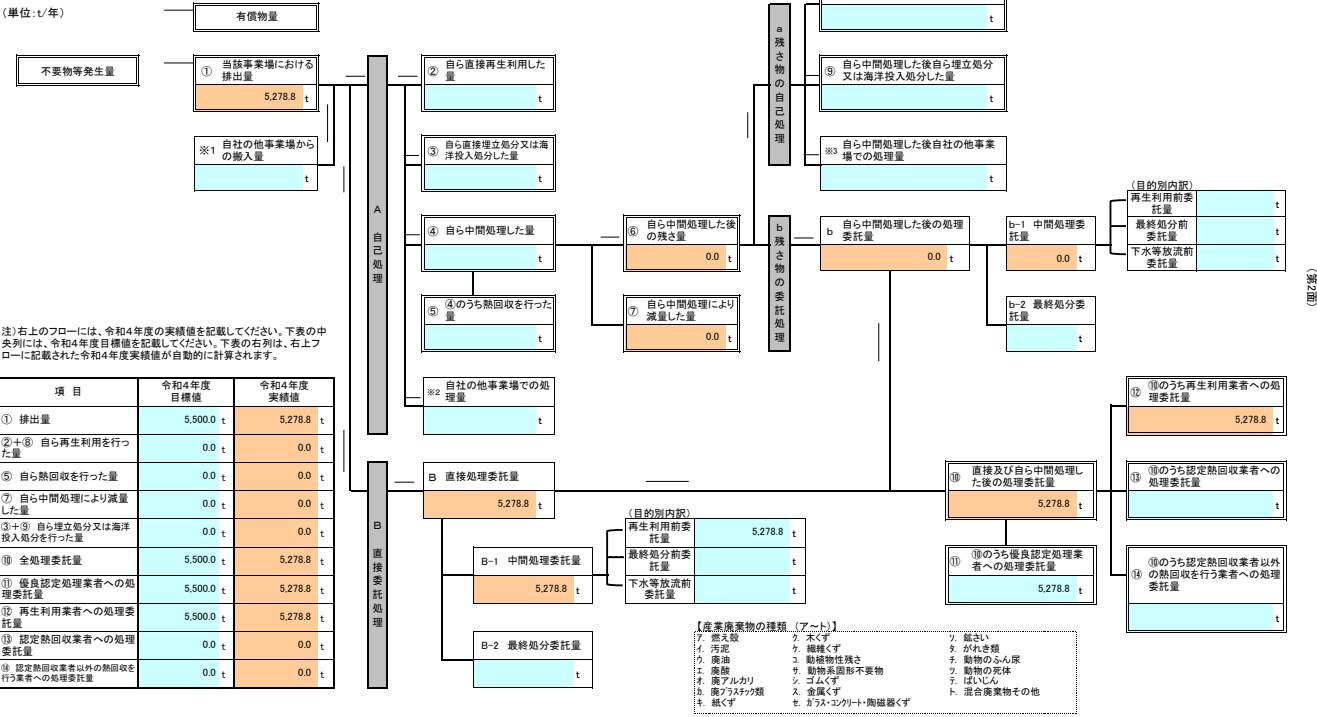 (単位:t/年)
有償物量
t
不要物等発生量
① 当該事業場における
排出量
5,278.8 t
※1 自社の他事業場から
の搬入量
t
A 自己処理
② 自ら直接再生利用した
量
t
③ 自ら直接埋立処分又は海
洋投入処分した量
t
④ 自ら中間処理した量
t
⑤ ④のうち熱回収を行った
量
t
※2 自社の他事業場での処
理量
t
⑥ 自ら中間処理した後
の残さ量
0.0 t
⑦ 自ら中間処理により
減量した量
0.0 t
a 残さ物の自己処理
⑨ 自ら中間処理した後自ら埋立処分
又は海洋投入処分した量
t
※3 自ら中間処理した後自社の他事業
場での処理量
t
b 残さ物の委託処理
b 自ら中間処理した後の処理
委託量
0.0 t
b-1 中間処理委
託量
0.0 t
b-2 最終処分委
託量
t
(目的別内訳)
再生利用前委
託量 t
最終処分前
委託量 t
下水等放流前
委託量 t
(第2面)
注)右上のフローには、令和4年度の実績値を記載してください。下表の中
央列には、令和4年度目標値を記載してください。下表の右列は、右上フ
ローに記載された令和4年度実績値が自動的に計算されます。
項 目 令和4年度 目標値 令和4年度 実績値
① 排出量 5,500.0 t 5,278.8 t
②+⑧ 自ら再生利用を行っ
た量 0.0 t 0.0 t
⑤ 自ら熱回収を行った量 0.0 t 0.0 t
⑦ 自ら中間処理により減量
した量 0.0 t 0.0 t
③+⑨ 自ら埋立処分又は海洋
投入処分を行った量 0.0 t 0.0 t
⑩ 全処理委託量 5,500.0 t 5,278.8 t
⑪ 優良認定処理業者への処
理委託量 5,500.0 t 5,278.8 t
⑫ 再生利用業者への処理委
託量 5,500.0 t 5,278.8 t
⑬ 認定熱回収業者への処理
委託量 0.0 t 0.0 t
⑭ 認定熱回収業者以外の熱回収を
行う業者への処理委託量 0.0 t 0.0 t
B 直接委託処理
B 直接処理委託量
5,278.8 t
B-1 中間処理委託量
5,278.8 t
B-2 最終処分委託量
t
(目的別内訳)
再生利用前委
託量 5,278.8 t
最終処分前委
託量 t
下水等放流前
委託量 t
⑩ 直接及び自ら中間処理し
た後の処理委託量
5,278.8 t
⑪ ⑩のうち優良認定処理業
者への処理委託量
5,278.8 t
⑫ ⑩のうち再生利用業者への処
理委託量
5,278.8 t
⑬ ⑩のうち認定熱回収業者への
処理委託量
t
⑭ ⑩のうち認定熱回収業者以外
の熱回収を行う業者への処理
委託量
t
【産業廃棄物の種類 (ア~ト)】
ア. 燃え殻 ク. 木くず ソ. 鉱さい
イ. 汚泥 ケ. 繊維くず タ. がれき類
ウ. 廃油 コ. 動植物性残さ チ. 動物のふん尿
エ. 廃酸 サ. 動物系固形不要物 ツ. 動物の死体
オ. 廃アルカリ シ. ゴムくず テ. ばいじん
カ. 廃プラスチック類 ス. 金属くず ト. 混合廃棄物その他
キ. 紙くず セ. ガラス・コンクリート・陶磁器くず